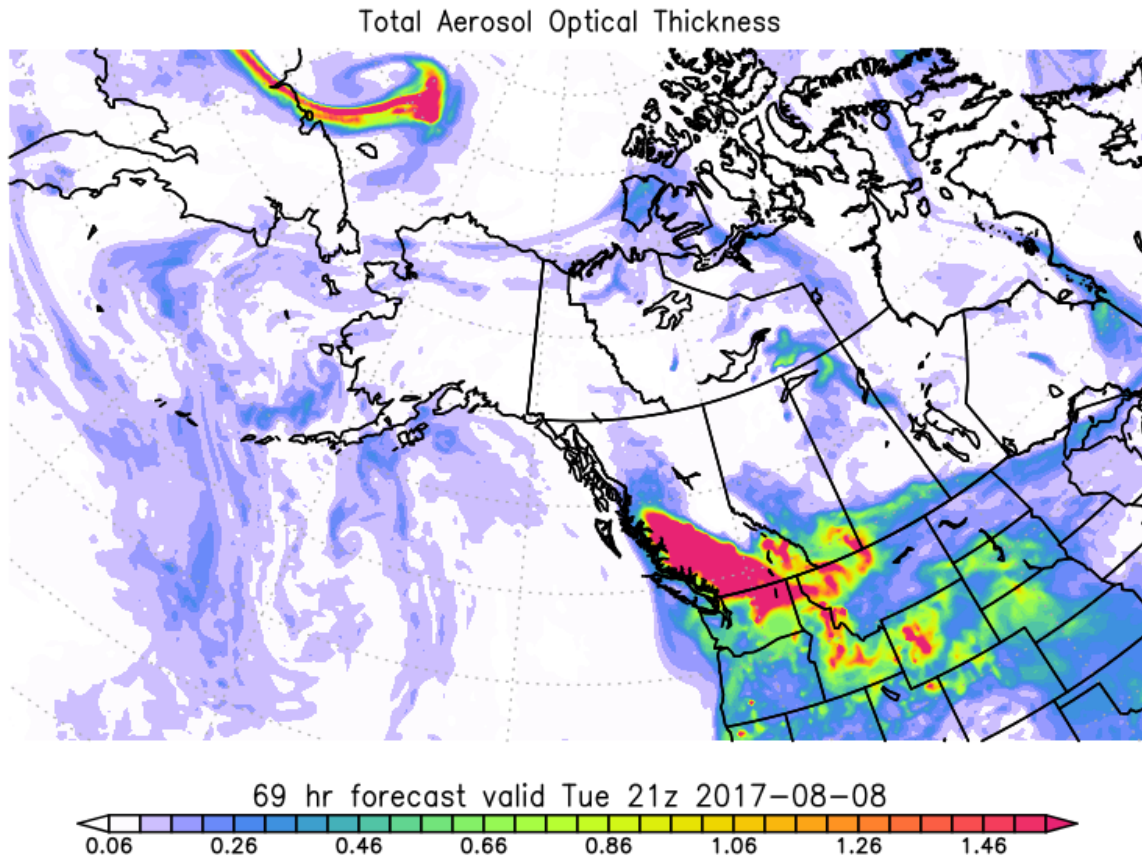 Total Aerosol Optical Thickness
69 hr forecast valid Tue 21z 2017-08-08
0.06 0.26 0.46 0.66 0.86 1.06 1.26 1.46